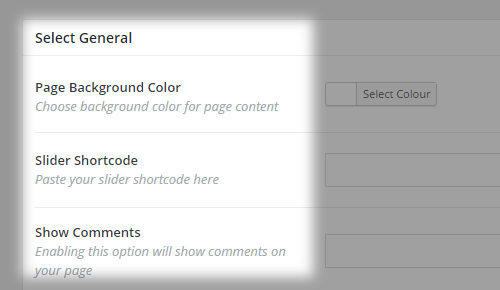 Select General
Page Background Color
Choose background color for page content
Select Colour
Slider Shortcode
Paste your slider shortcode here
Show Comments
Enabling this option will show comments on
your page